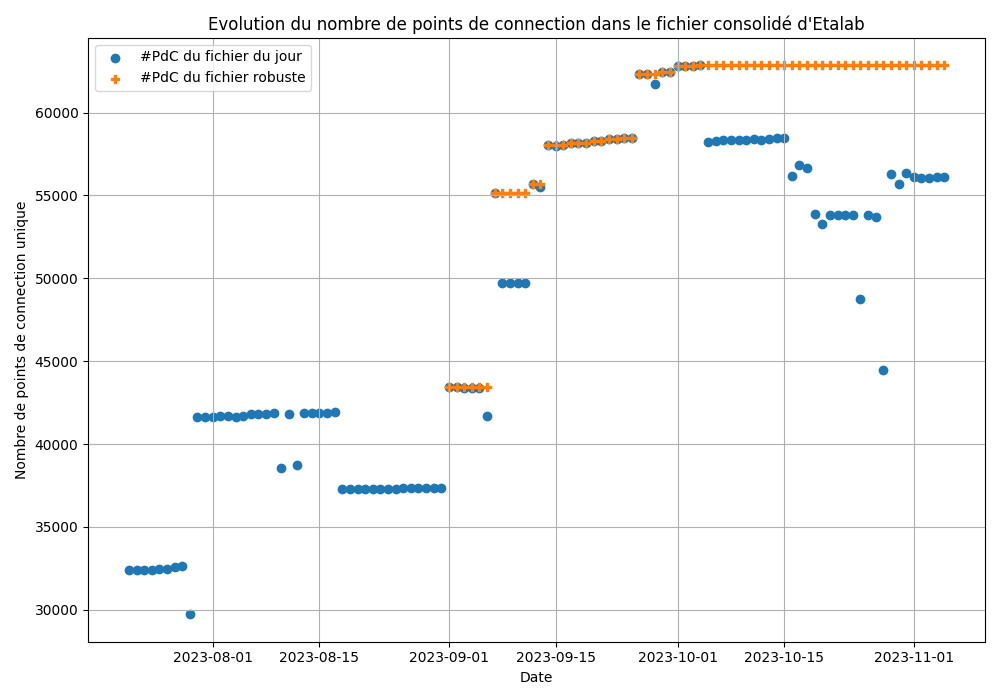 Evolution du nombre de points de connection dans le fichier consolidé d'Etalab
#PdC du fichier du jour
#PdC du fichier robuste
Nombre de points de connection unique
60000
55000
50000
45000
40000
35000
30000
2023-08-01 2023-08-15 2023-09-01 2023-09-15 2023-10-01 2023-10-15 2023-11-01
Date